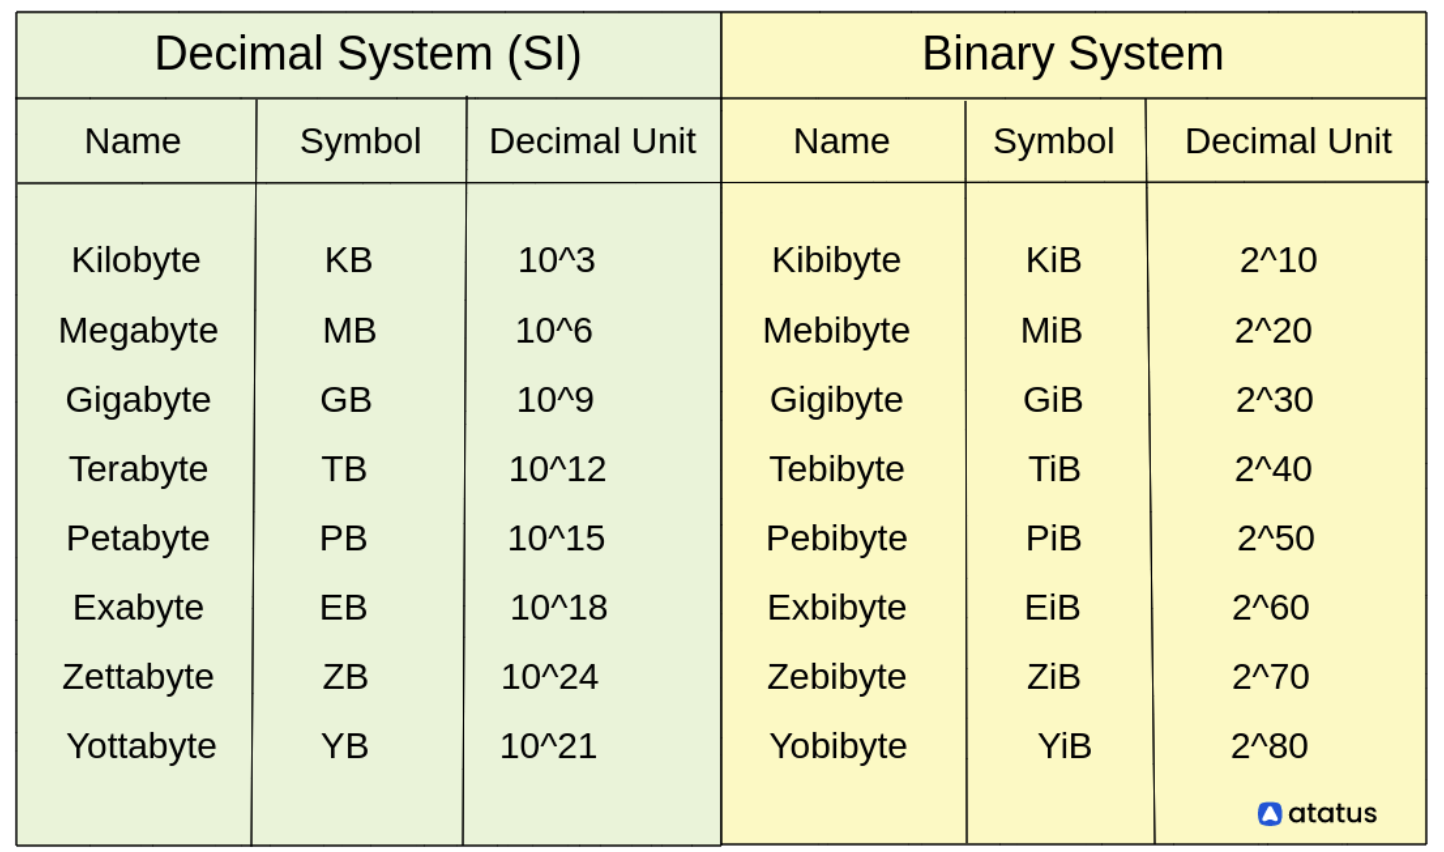 Decimal System (SI) Binary System
Name Symbol Decimal Unit Name Symbol Decimal Unit
Kilobyte KB 10^3 Kibibyte KiB 2^10
Megabyte MB 10^6 Mebibyte MiB 2^20
Gigabyte GB 10^9 Gigibyte GiB 2^30
Terabyte TB 10^12 Tebibyte TiB 2^40
Petabyte PB 10^15 Pebibyte PiB 2^50
Exabyte EB 10^18 Exbibyte EiB 2^60
Zettabyte ZB 10^24 Zebibyte ZiB 2^70
Yottabyte YB 10^21 Yobibyte YiB 2^80
atatus